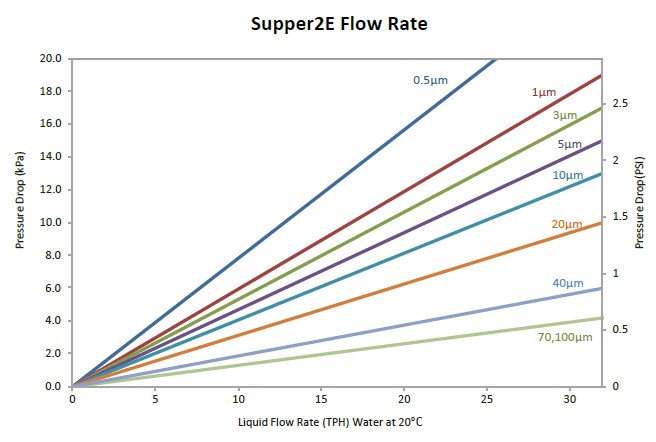 Supper2E Flow Rate
20.0
18.0
16.0
14.0
12.0
10.0
8.0
6.0
4.0
2.0
0.0
Pressure Drop (kPa)
0.5μm
1μm
3μm
5μm
10μm
20μm
40μm
70,100μm
2.5
2
1.5
1
0.5
0
Pressure Drop(PSI)
0 5 10 15 20 25 30
Liquid Flow Rate (TPH) Water at 20°C